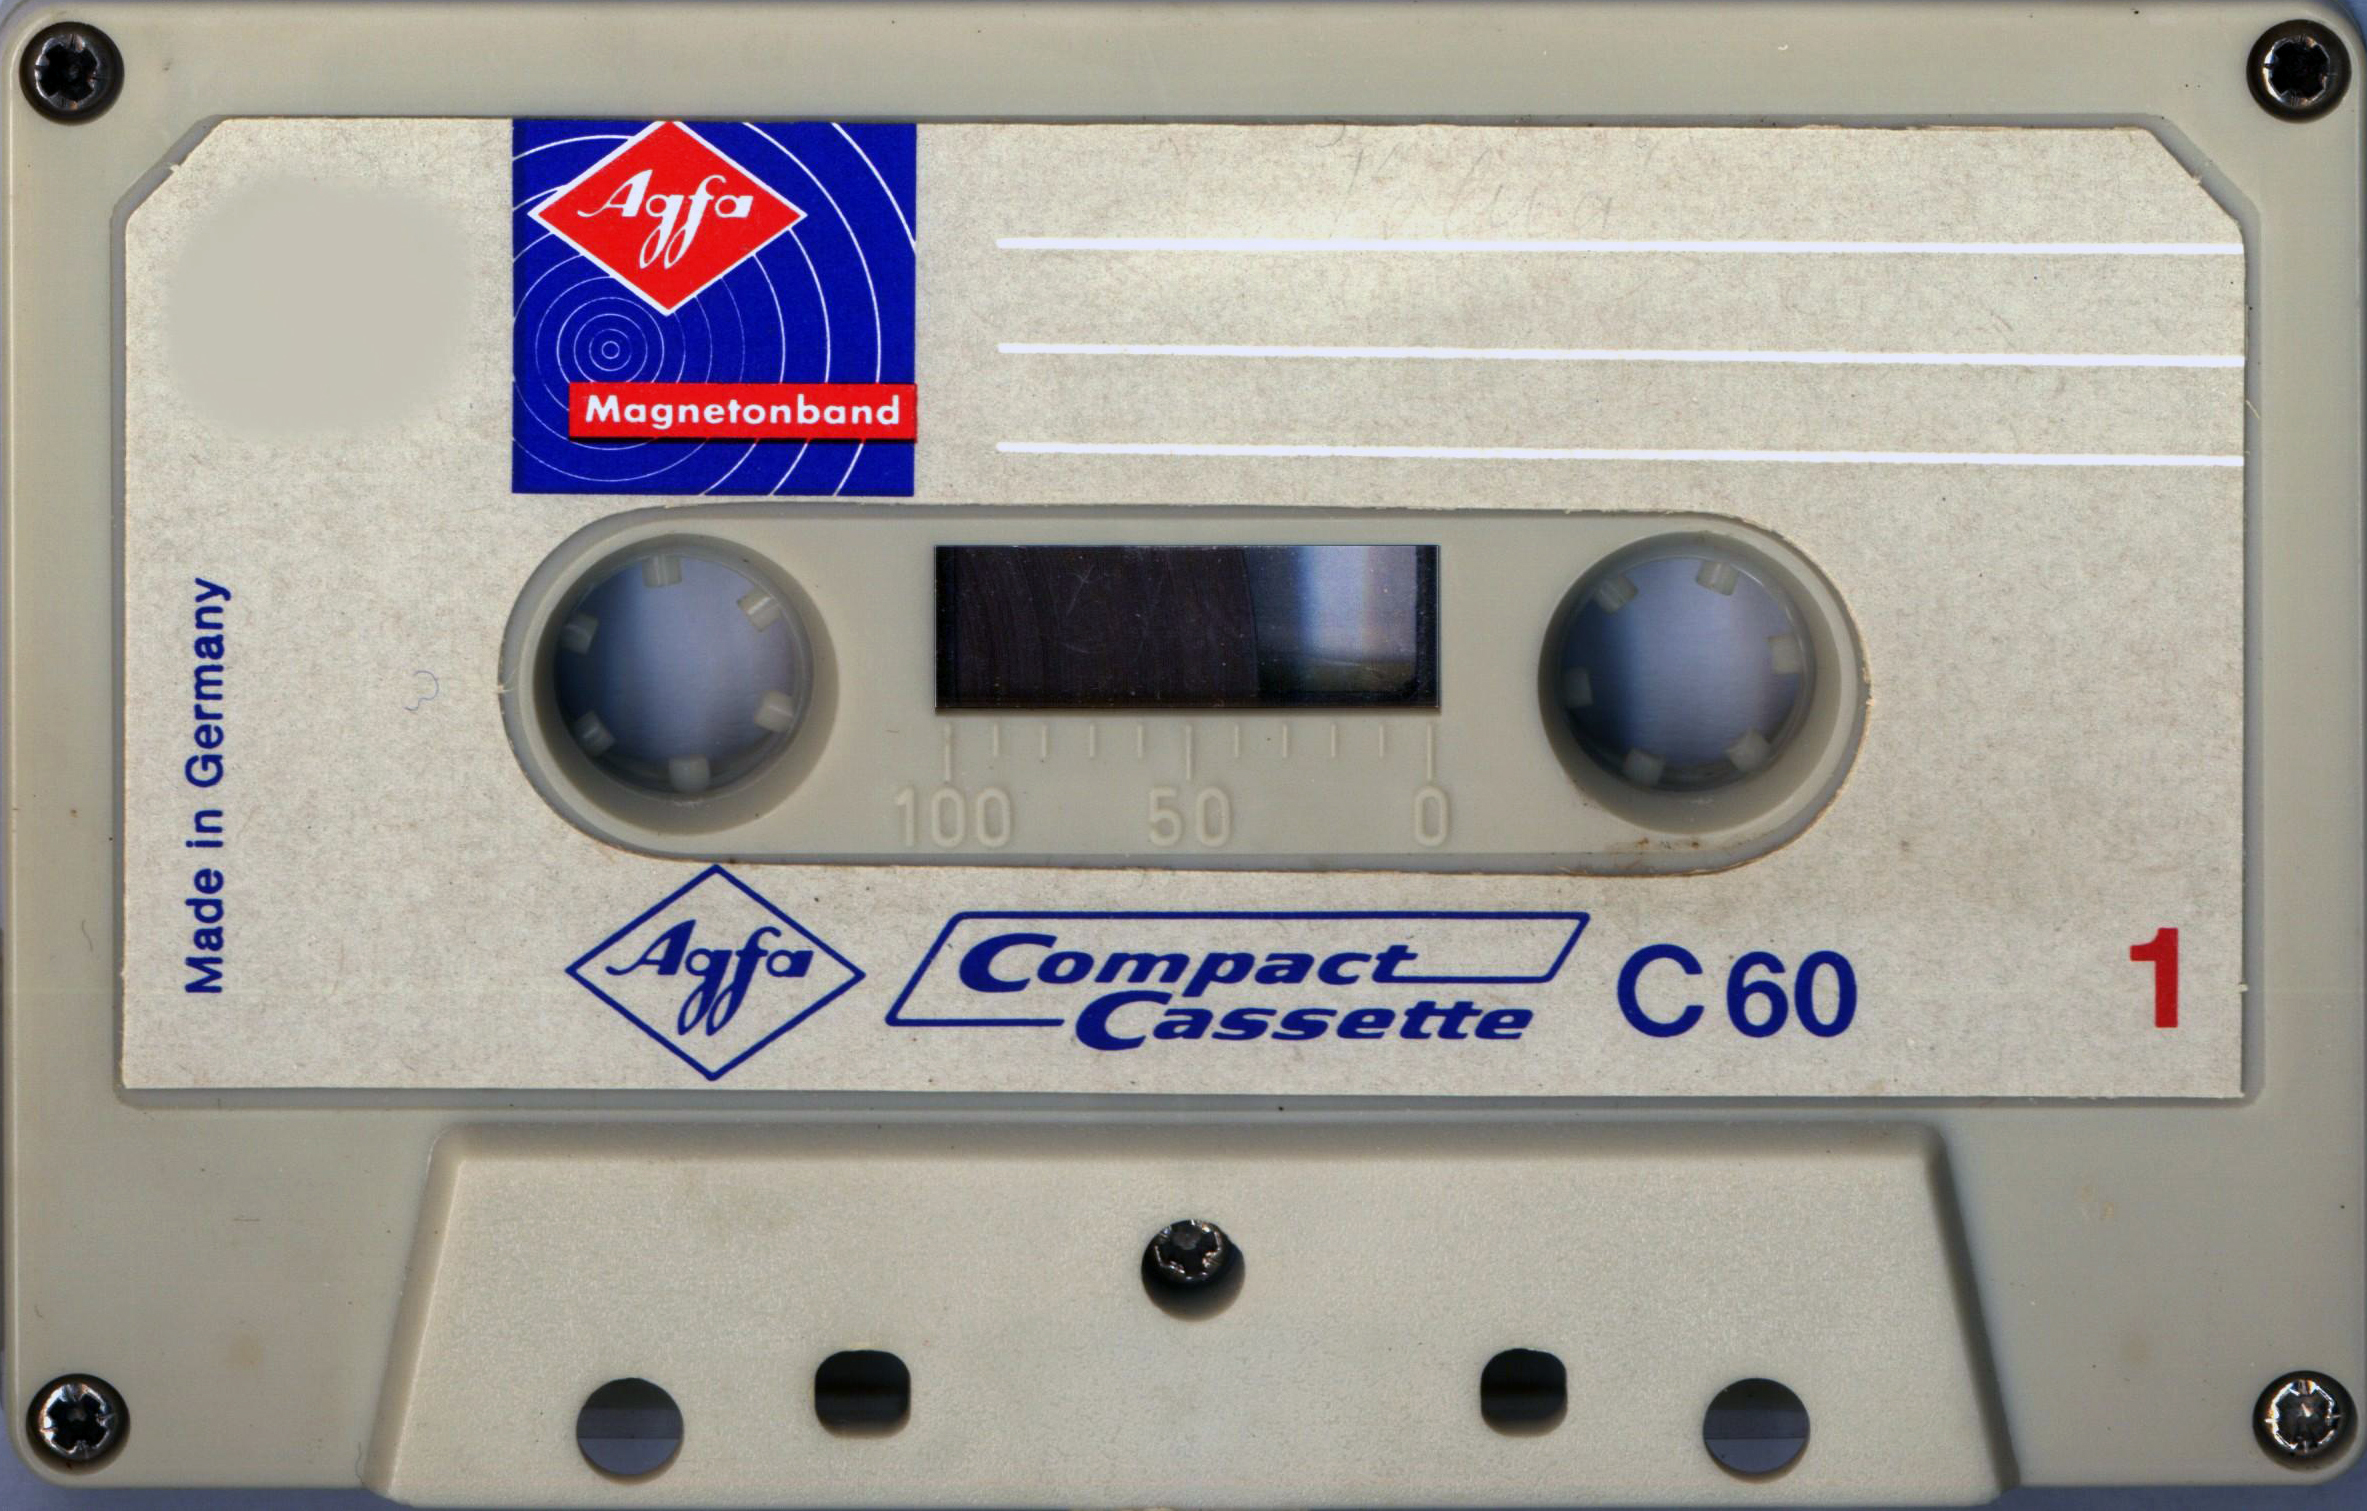 Agfa
Magnetonband
Made in Germany
100 50 0
Agfa
Compact
Cassette
C 60
1